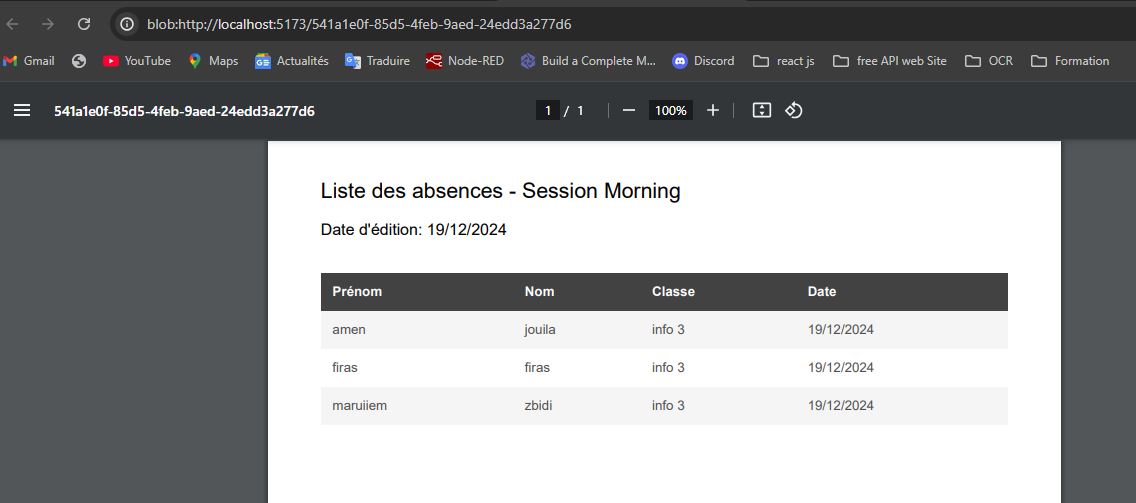 blob:http://localhost:5173/541a1e0f-85d5-4feb-9aed-24edd3a277d6
Gmail YouTube Maps Actualités Traduire Node-RED Build a Complete M... Discord react js free API web Site OCR Formation
541a1e0f-85d5-4feb-9aed-24edd3a277d6 1 / 1 100%
Liste des absences - Session Morning
Date d'édition: 19/12/2024
Prénom Nom Classe Date
amen jouila info 3 19/12/2024
firas firas info 3 19/12/2024
maruiiem zbidi info 3 19/12/2024